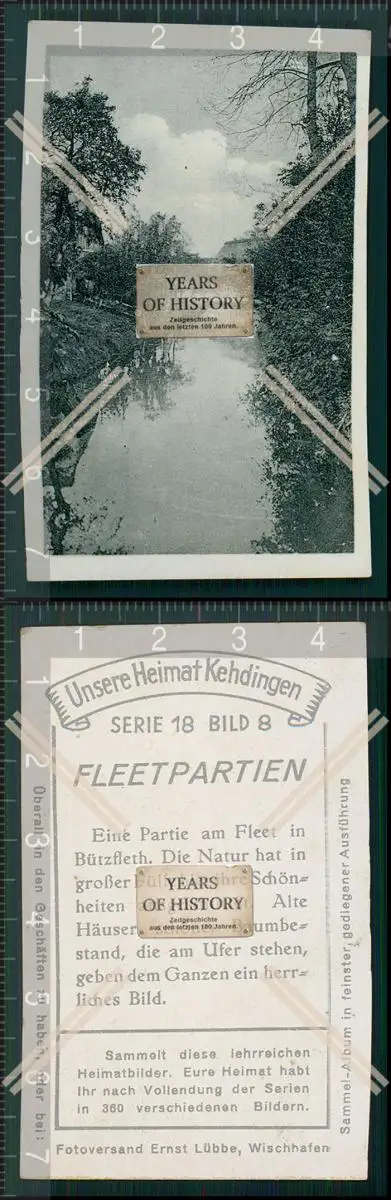 1 2 3 4
1
2
3
4
5
6
7
YEARS
OF HISTORY
Zeitgeschichte
aus den letzten 100 Jahren.
1 2 3 4
Unsere Heimat Kehdingen
SERIE 18 BILD 8
FLEETPARTIEN
Eine Partie am Fleet in
Bützfleth. Die Natur hat in
großer ihre Schön-
heiten Alte
Häuser Baumbe-
stand, die am Ufer stehen,
geben dem Ganzen ein herr-
liches Bild.
YEARS
OF HISTORY
Zeitgeschichte
aus den letzten 100 Jahren.
Sammelt diese lehrreichen
Heimatbilder. Eure Heimat habt
Ihr nach Vollendung der Serien
in 360 verschiedenen Bildern.
Fotoversand Ernst Lübbe, Wischhafen
Überall in den Geschäften zu haben, oder bei:
Sammel-Album in feinster, gediegener Ausführung
1
2
3
4
5
6
7